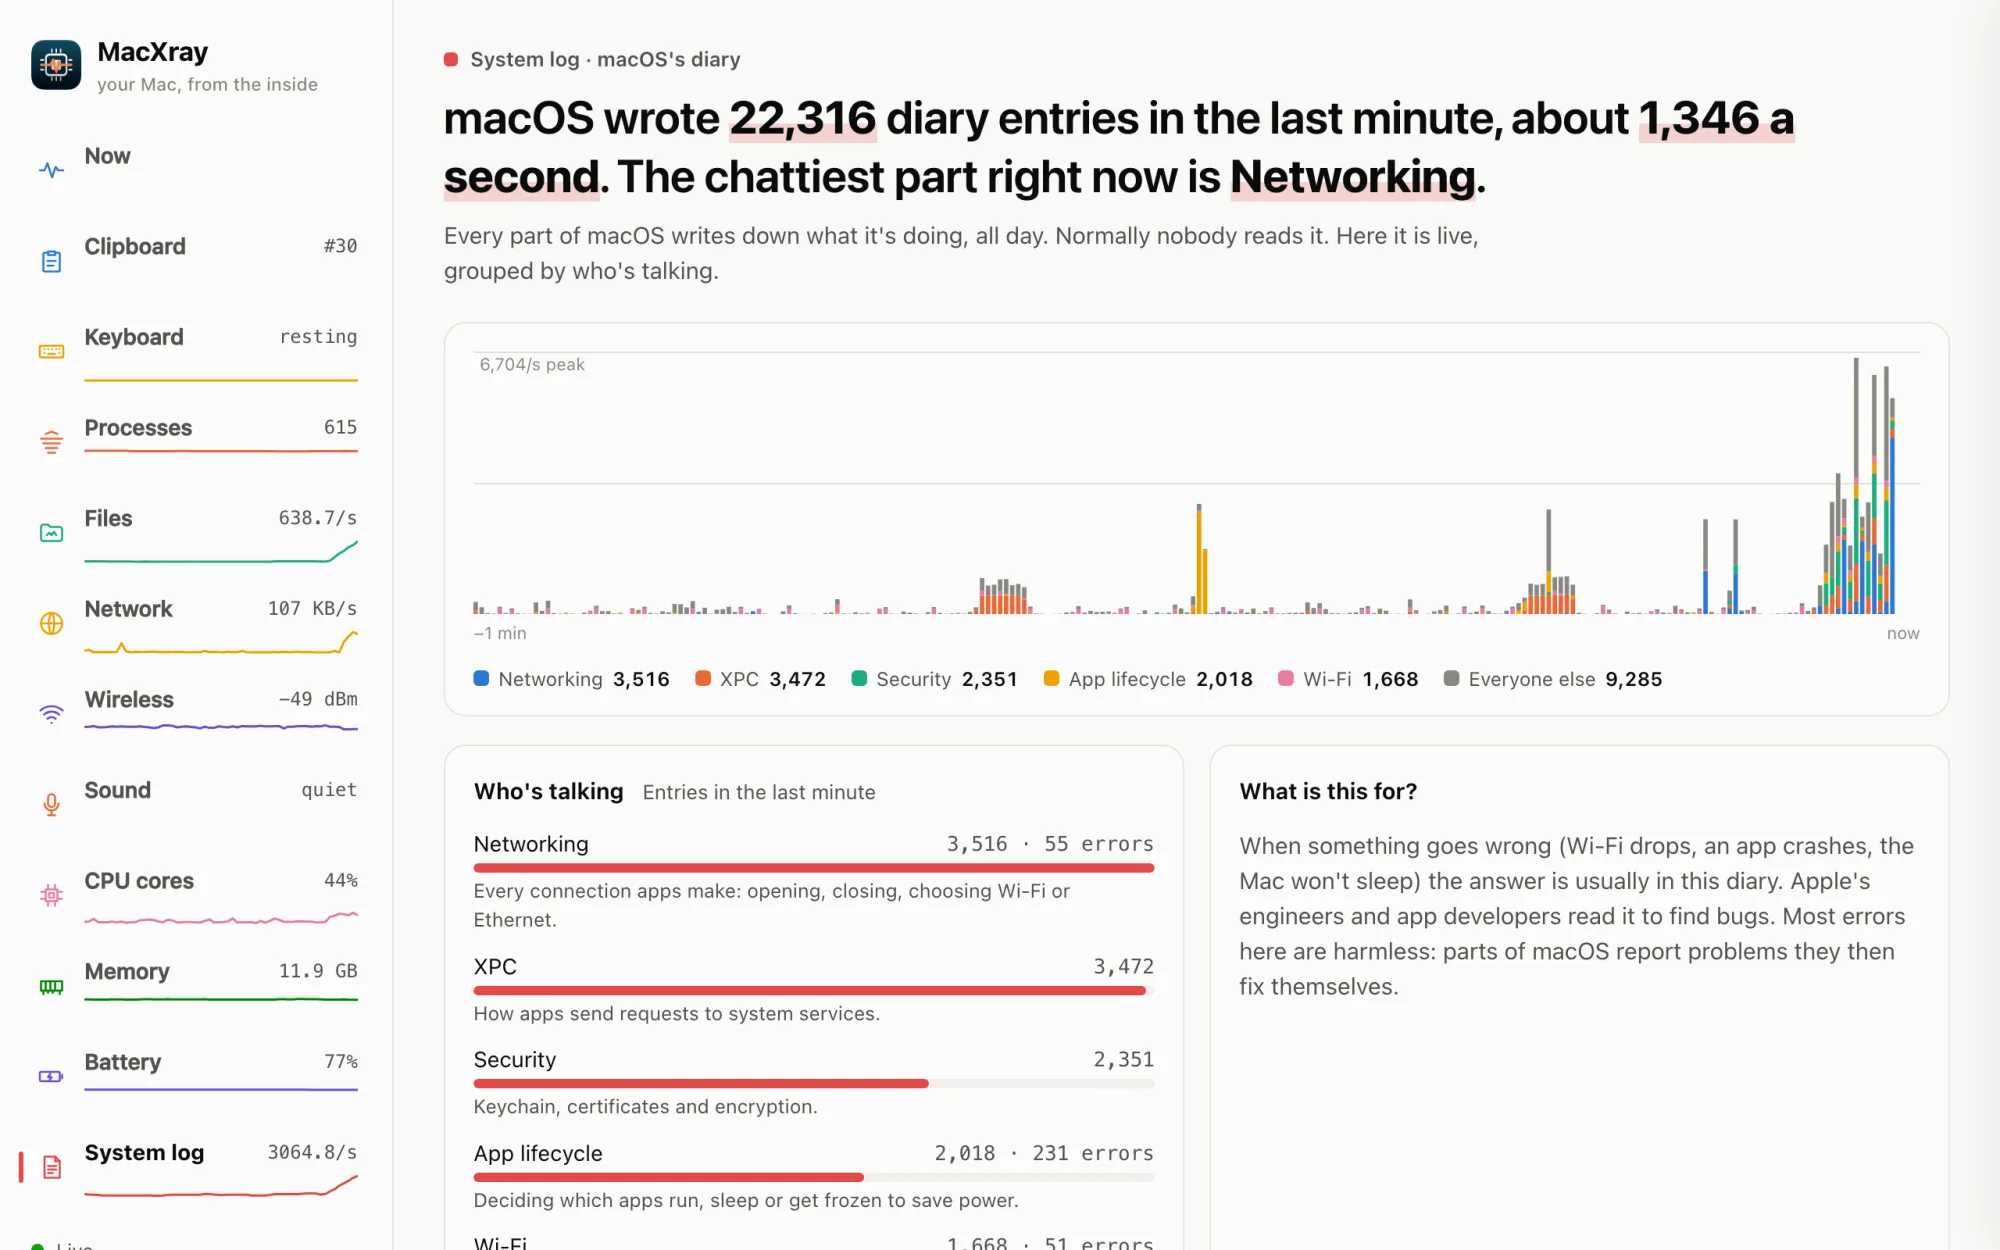 MacXray
your Mac, from the inside
Now
Clipboard #30
Keyboard resting
Processes 615
Files 638.7/s
Network 107 KB/s
Wireless −49 dBm
Sound quiet
CPU cores 44%
Memory 11.9 GB
Battery 77%
System log 3064.8/s
Live
System log · macOS's diary
macOS wrote 22,316 diary entries in the last minute, about 1,346 a
second. The chattiest part right now is Networking.
Every part of macOS writes down what it's doing, all day. Normally nobody reads it. Here it is live,
grouped by who's talking.
6,704/s peak
−1 min now
Networking 3,516 XPC 3,472 Security 2,351 App lifecycle 2,018 Wi-Fi 1,668 Everyone else 9,285
Who's talking Entries in the last minute
Networking 3,516 · 55 errors
Every connection apps make: opening, closing, choosing Wi-Fi or
Ethernet.
XPC 3,472
How apps send requests to system services.
Security 2,351
Keychain, certificates and encryption.
App lifecycle 2,018 · 231 errors
Deciding which apps run, sleep or get frozen to save power.
Wi-Fi 1,668 · 51 errors
What is this for?
When something goes wrong (Wi-Fi drops, an app crashes, the
Mac won't sleep) the answer is usually in this diary. Apple's
engineers and app developers read it to find bugs. Most errors
here are harmless: parts of macOS report problems they then
fix themselves.